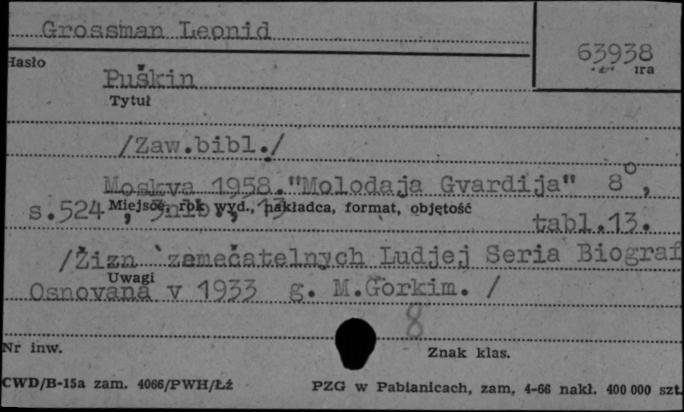 Grossman Leonid
63938
Hasło
Puškin
Tytuł
/Zaw.bibl./
Moskva 1958."Molodaja Gvardija" 8°,
s.524
Miejsce, rok wyd., nakładca, format, objętość
tabl.13.
/Žizn zamečatelnych Ludjej Seria Biograf
Uwagi
Osnovana v 1933 g. M.Gorkim. /
8
Nr inw.
Znak klas.
CWD/B-15a zam. 4066/PWH/Łź
PZG w Pabianicach, zam. 4-66 nakł. 400 000 szt.